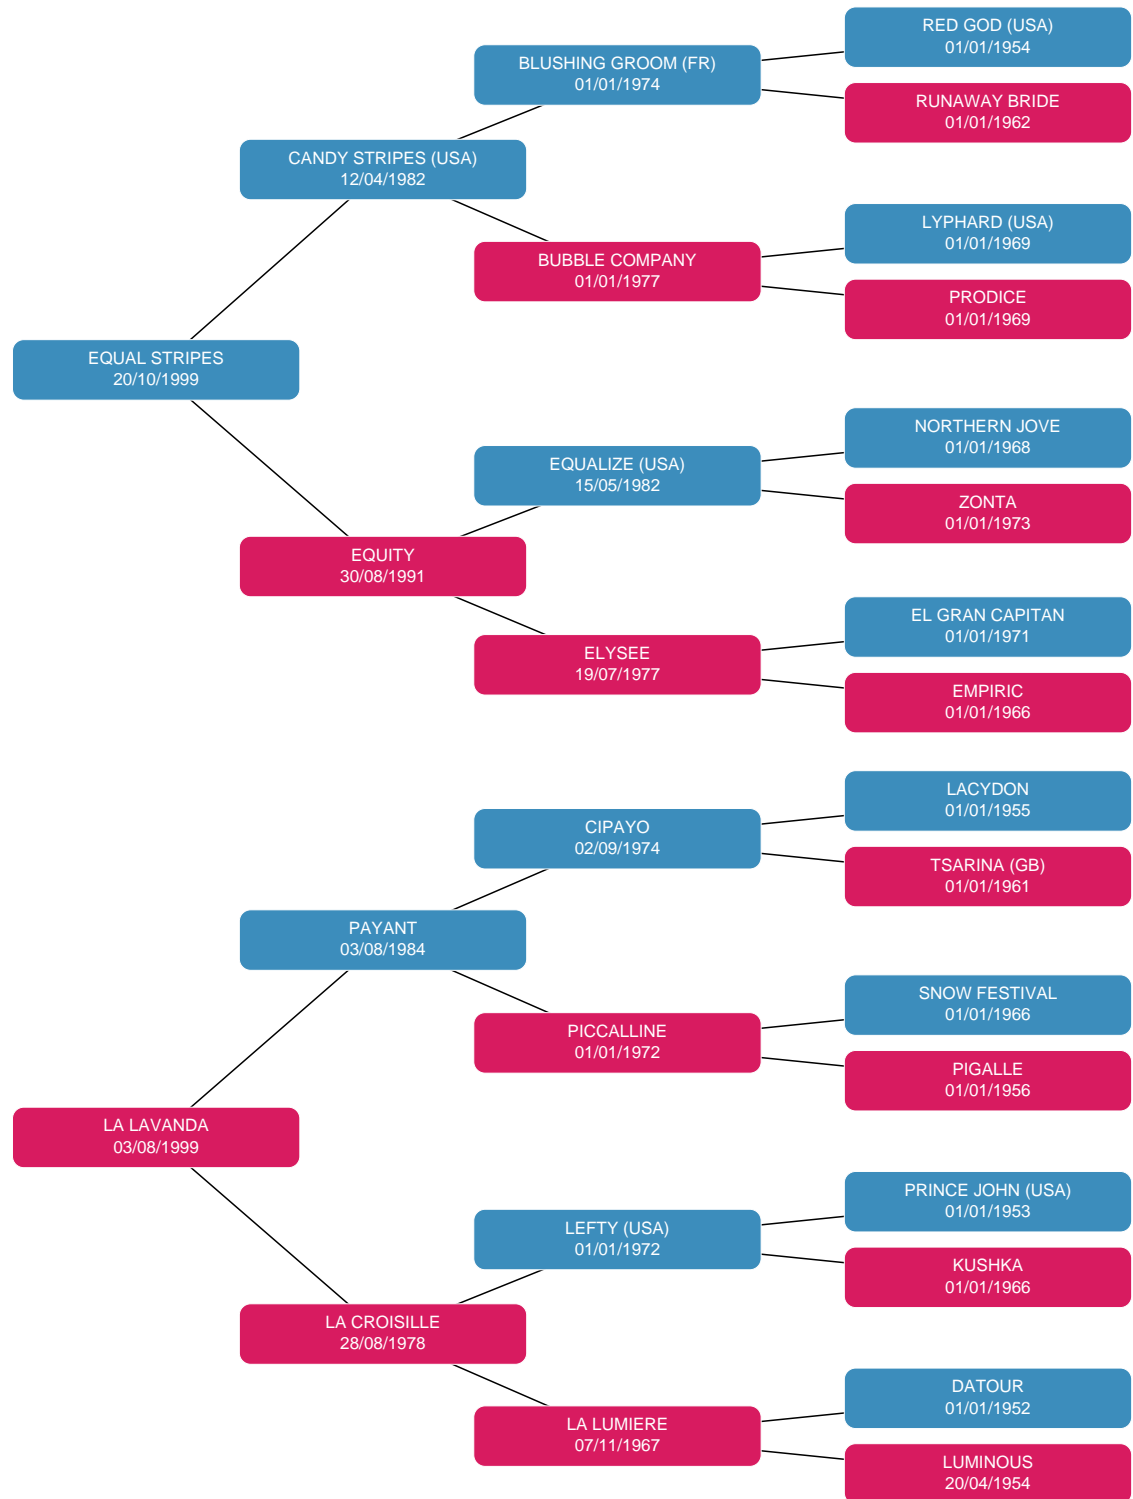 RED GOD (USA)
01/01/1954
BLUSHING GROOM (FR)
01/01/1974
RUNAWAY BRIDE
01/01/1962
CANDY STRIPES (USA)
12/04/1982
LYPHARD (USA)
01/01/1969
BUBBLE COMPANY
01/01/1977
PRODICE
01/01/1969
EQUAL STRIPES
20/10/1999
NORTHERN JOVE
01/01/1968
EQUALIZE (USA)
15/05/1982
ZONTA
01/01/1973
EQUITY
30/08/1991
EL GRAN CAPITAN
01/01/1971
ELYSEE
19/07/1977
EMPIRIC
01/01/1966
LACYDON
01/01/1955
CIPAYO
02/09/1974
TSARINA (GB)
01/01/1961
PAYANT
03/08/1984
SNOW FESTIVAL
01/01/1966
PICCALLINE
01/01/1972
PIGALLE
01/01/1956
LA LAVANDA
03/08/1999
PRINCE JOHN (USA)
01/01/1953
LEFTY (USA)
01/01/1972
KUSHKA
01/01/1966
LA CROISILLE
28/08/1978
DATOUR
01/01/1952
LA LUMIERE
07/11/1967
LUMINOUS
20/04/1954